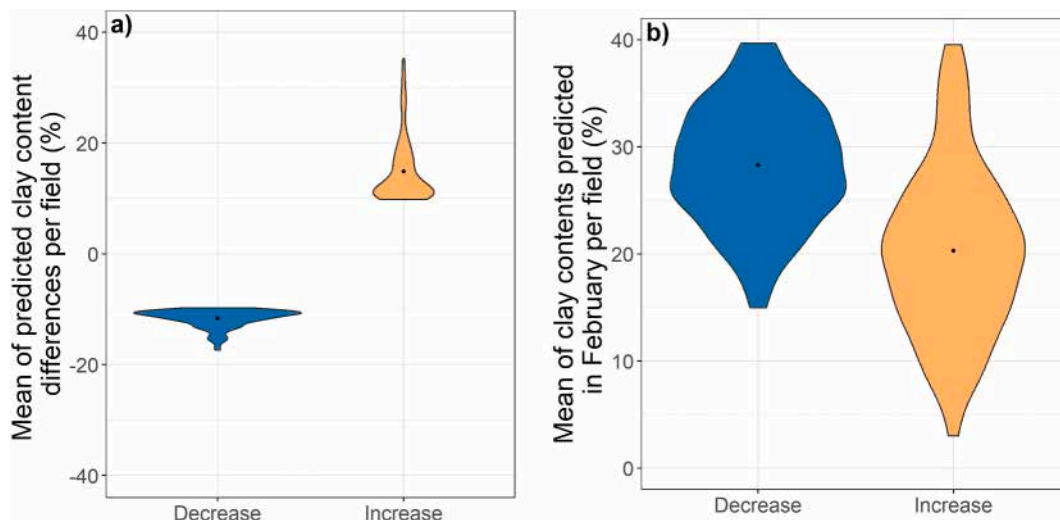 a)
Mean of predicted clay content
differences per field (%)
40
20
0
-20
-40
Decrease
Increase
b)
Mean of clay contents predicted
in February per field (%)
40
30
20
10
0
Decrease
Increase